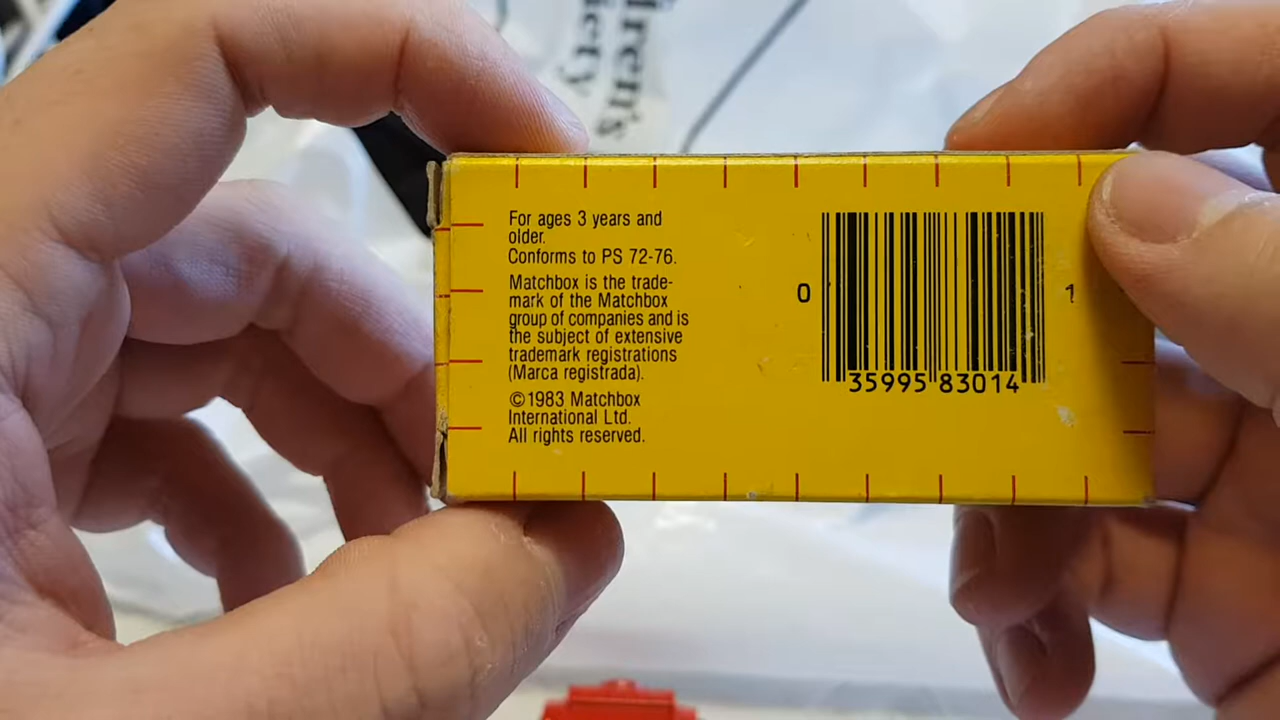 dren's
iety
For ages 3 years and
older.
Conforms to PS 72-76.
Matchbox is the trade-
mark of the Matchbox
group of companies and is
the subject of extensive
trademark registrations
(Marca registrada).
©1983 Matchbox
International Ltd.
All rights reserved.
0 35995 83014 1